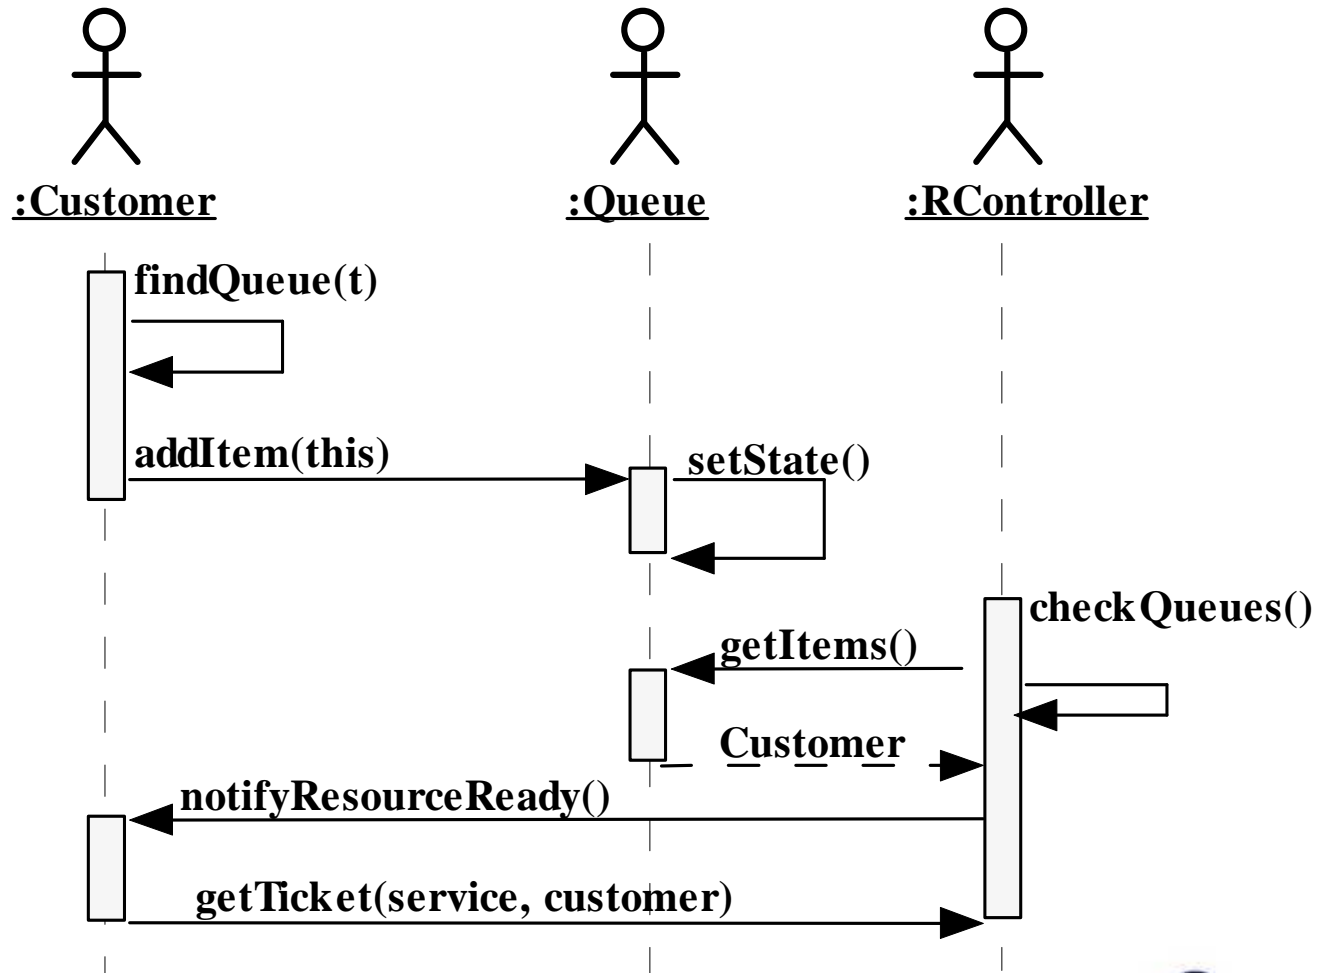 :Customer
:Queue
:RController
findQueue(t)
addItem(this)
setState()
checkQueues()
getItems()
Customer
notifyResourceReady()
getTicket(service, customer)